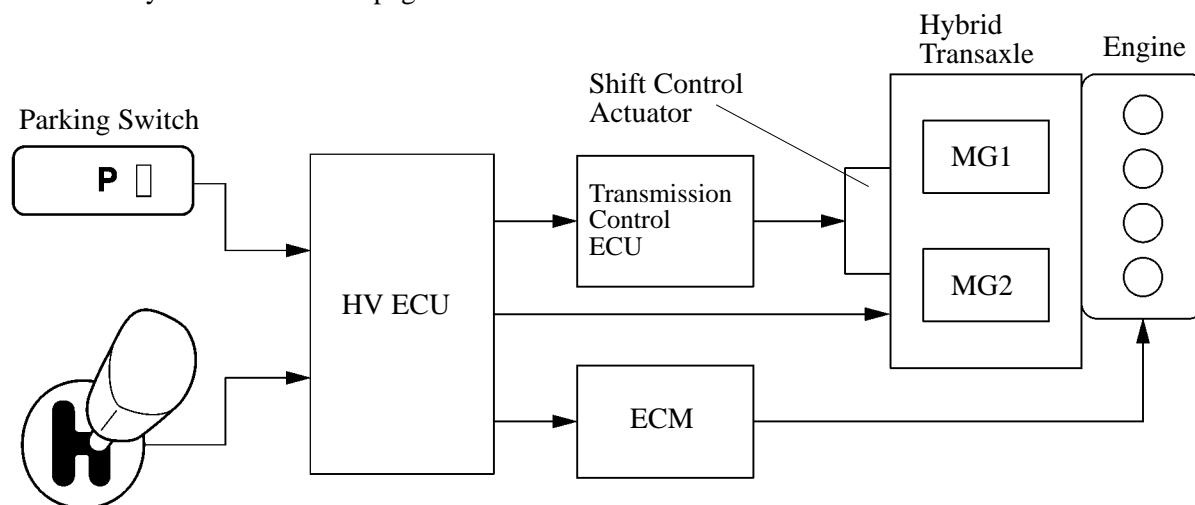 Hybrid
Transaxle
Engine
Shift Control
Actuator
Parking Switch
P
MG1
Transmission
Control
ECU
HV ECU
MG2
ECM